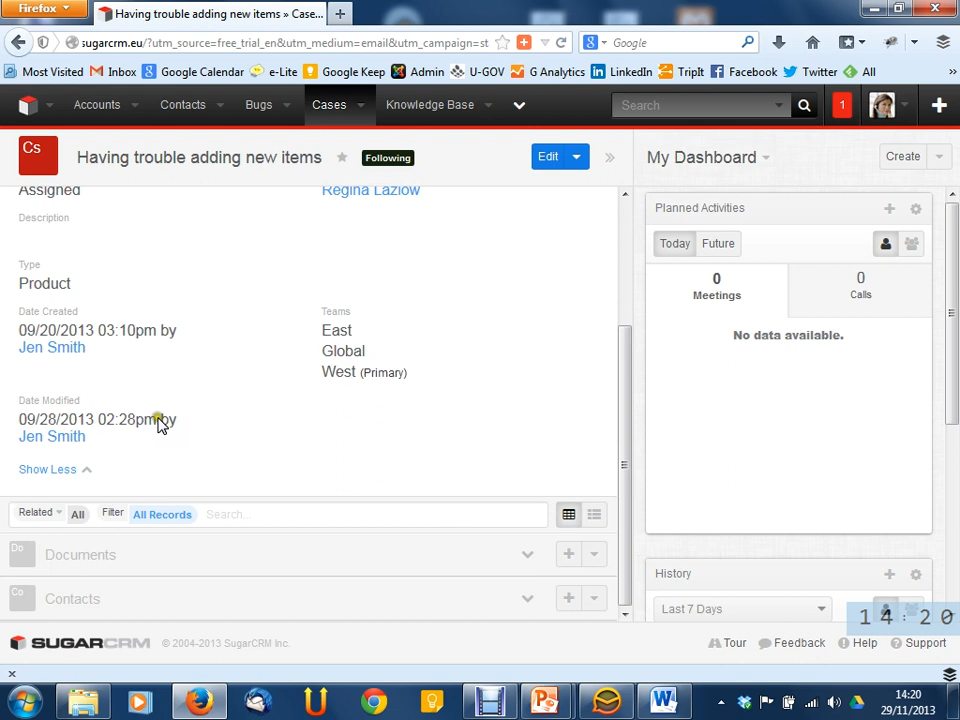 Firefox
Having trouble adding new items » Case...
sugarcrm.eu/?utm_source=free_trial_en&utm_medium=email&utm_campaign=st
Google
Most Visited Inbox Google Calendar e-Lite Google Keep Admin U-GOV G Analytics LinkedIn TripIt Facebook Twitter All
Accounts Contacts Bugs Cases Knowledge Base Search 1
Cs
Having trouble adding new items Following Edit
My Dashboard Create
Assigned Regina Lazlow
Description
Type
Product
Date Created
09/20/2013 03:10pm by
Jen Smith
Teams
East
Global
West (Primary)
Date Modified
09/28/2013 02:28pm by
Jen Smith
Show Less
Related All Filter All Records Search...
Do Documents
Co Contacts
Planned Activities
Today Future
0
Meetings
0
Calls
No data available.
History
Last 7 Days
14:20
SUGARCRM © 2004-2013 SugarCRM Inc.
Tour Feedback Help Support
14:20
29/11/2013